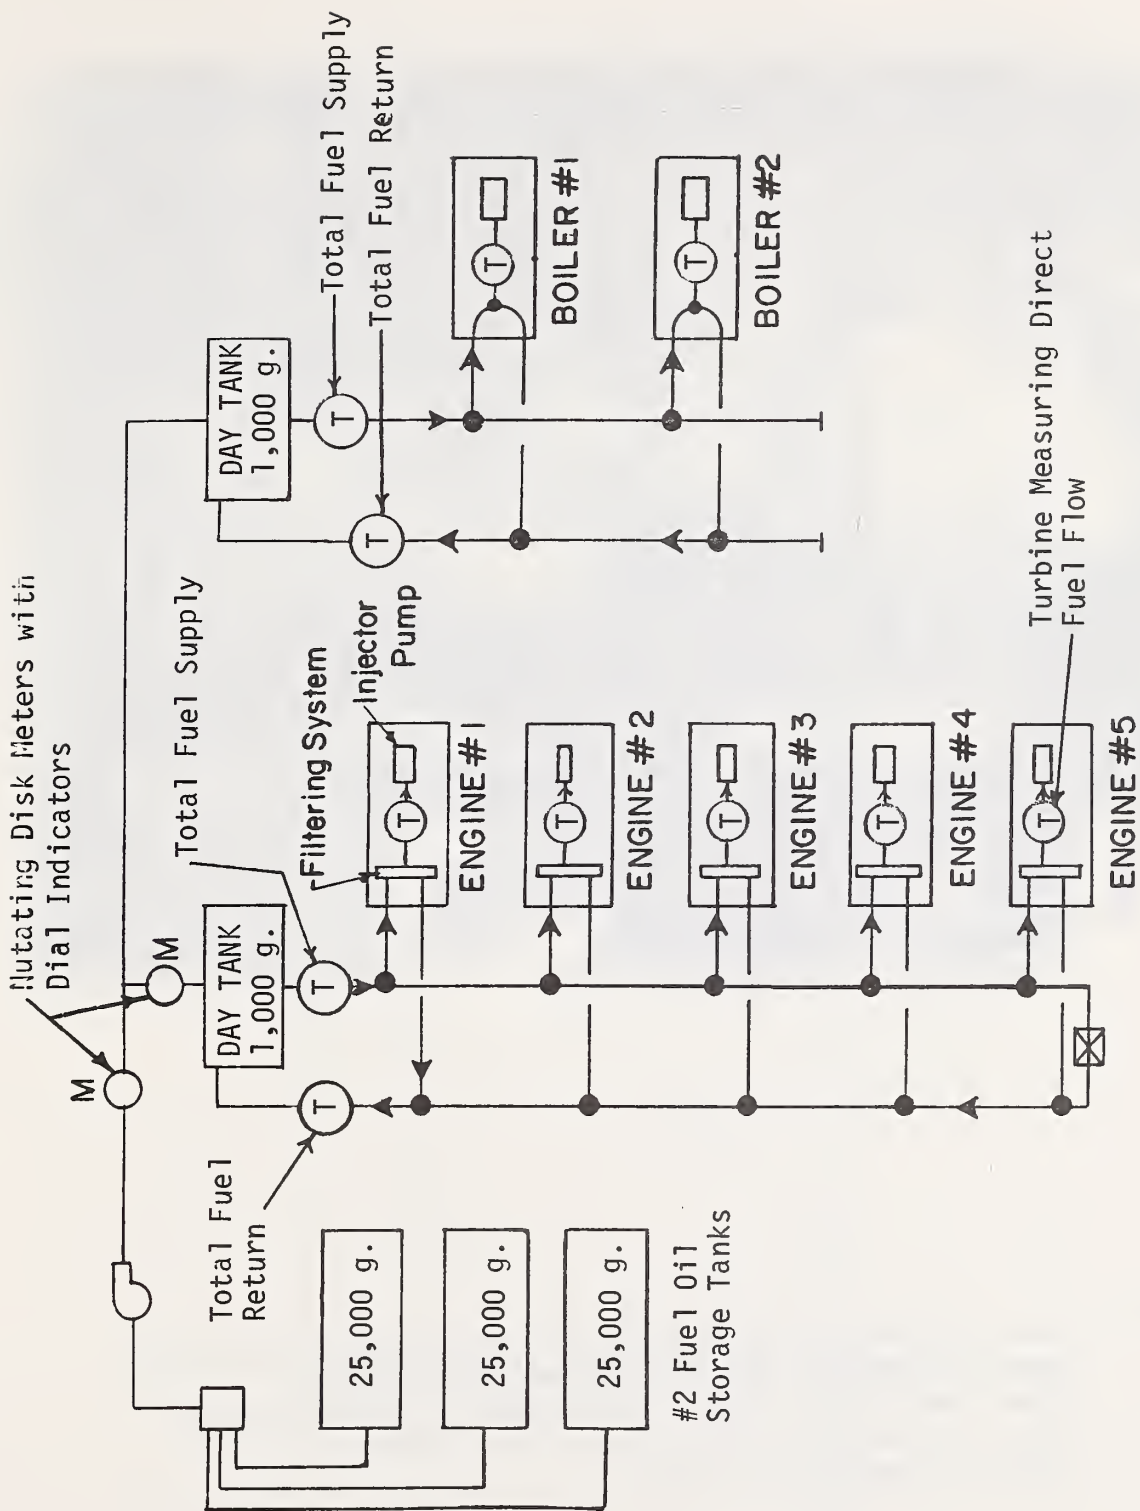 Nutating Disk Meters with
Dial Indicators
M
M
Total Fuel Supply
Total Fuel Supply
Total Fuel Return
DAY TANK
1,000 g.
DAY TANK
1,000 g.
T
T
T
T
Total Fuel
Return
Filtering System
Injector
Pump
25,000 g.
25,000 g.
25,000 g.
#2 Fuel Oil
Storage Tanks
T
ENGINE #1
T
ENGINE #2
T
ENGINE #3
T
ENGINE #4
T
ENGINE #5
T
BOILER #1
T
BOILER #2
Turbine Measuring Direct
Fuel Flow